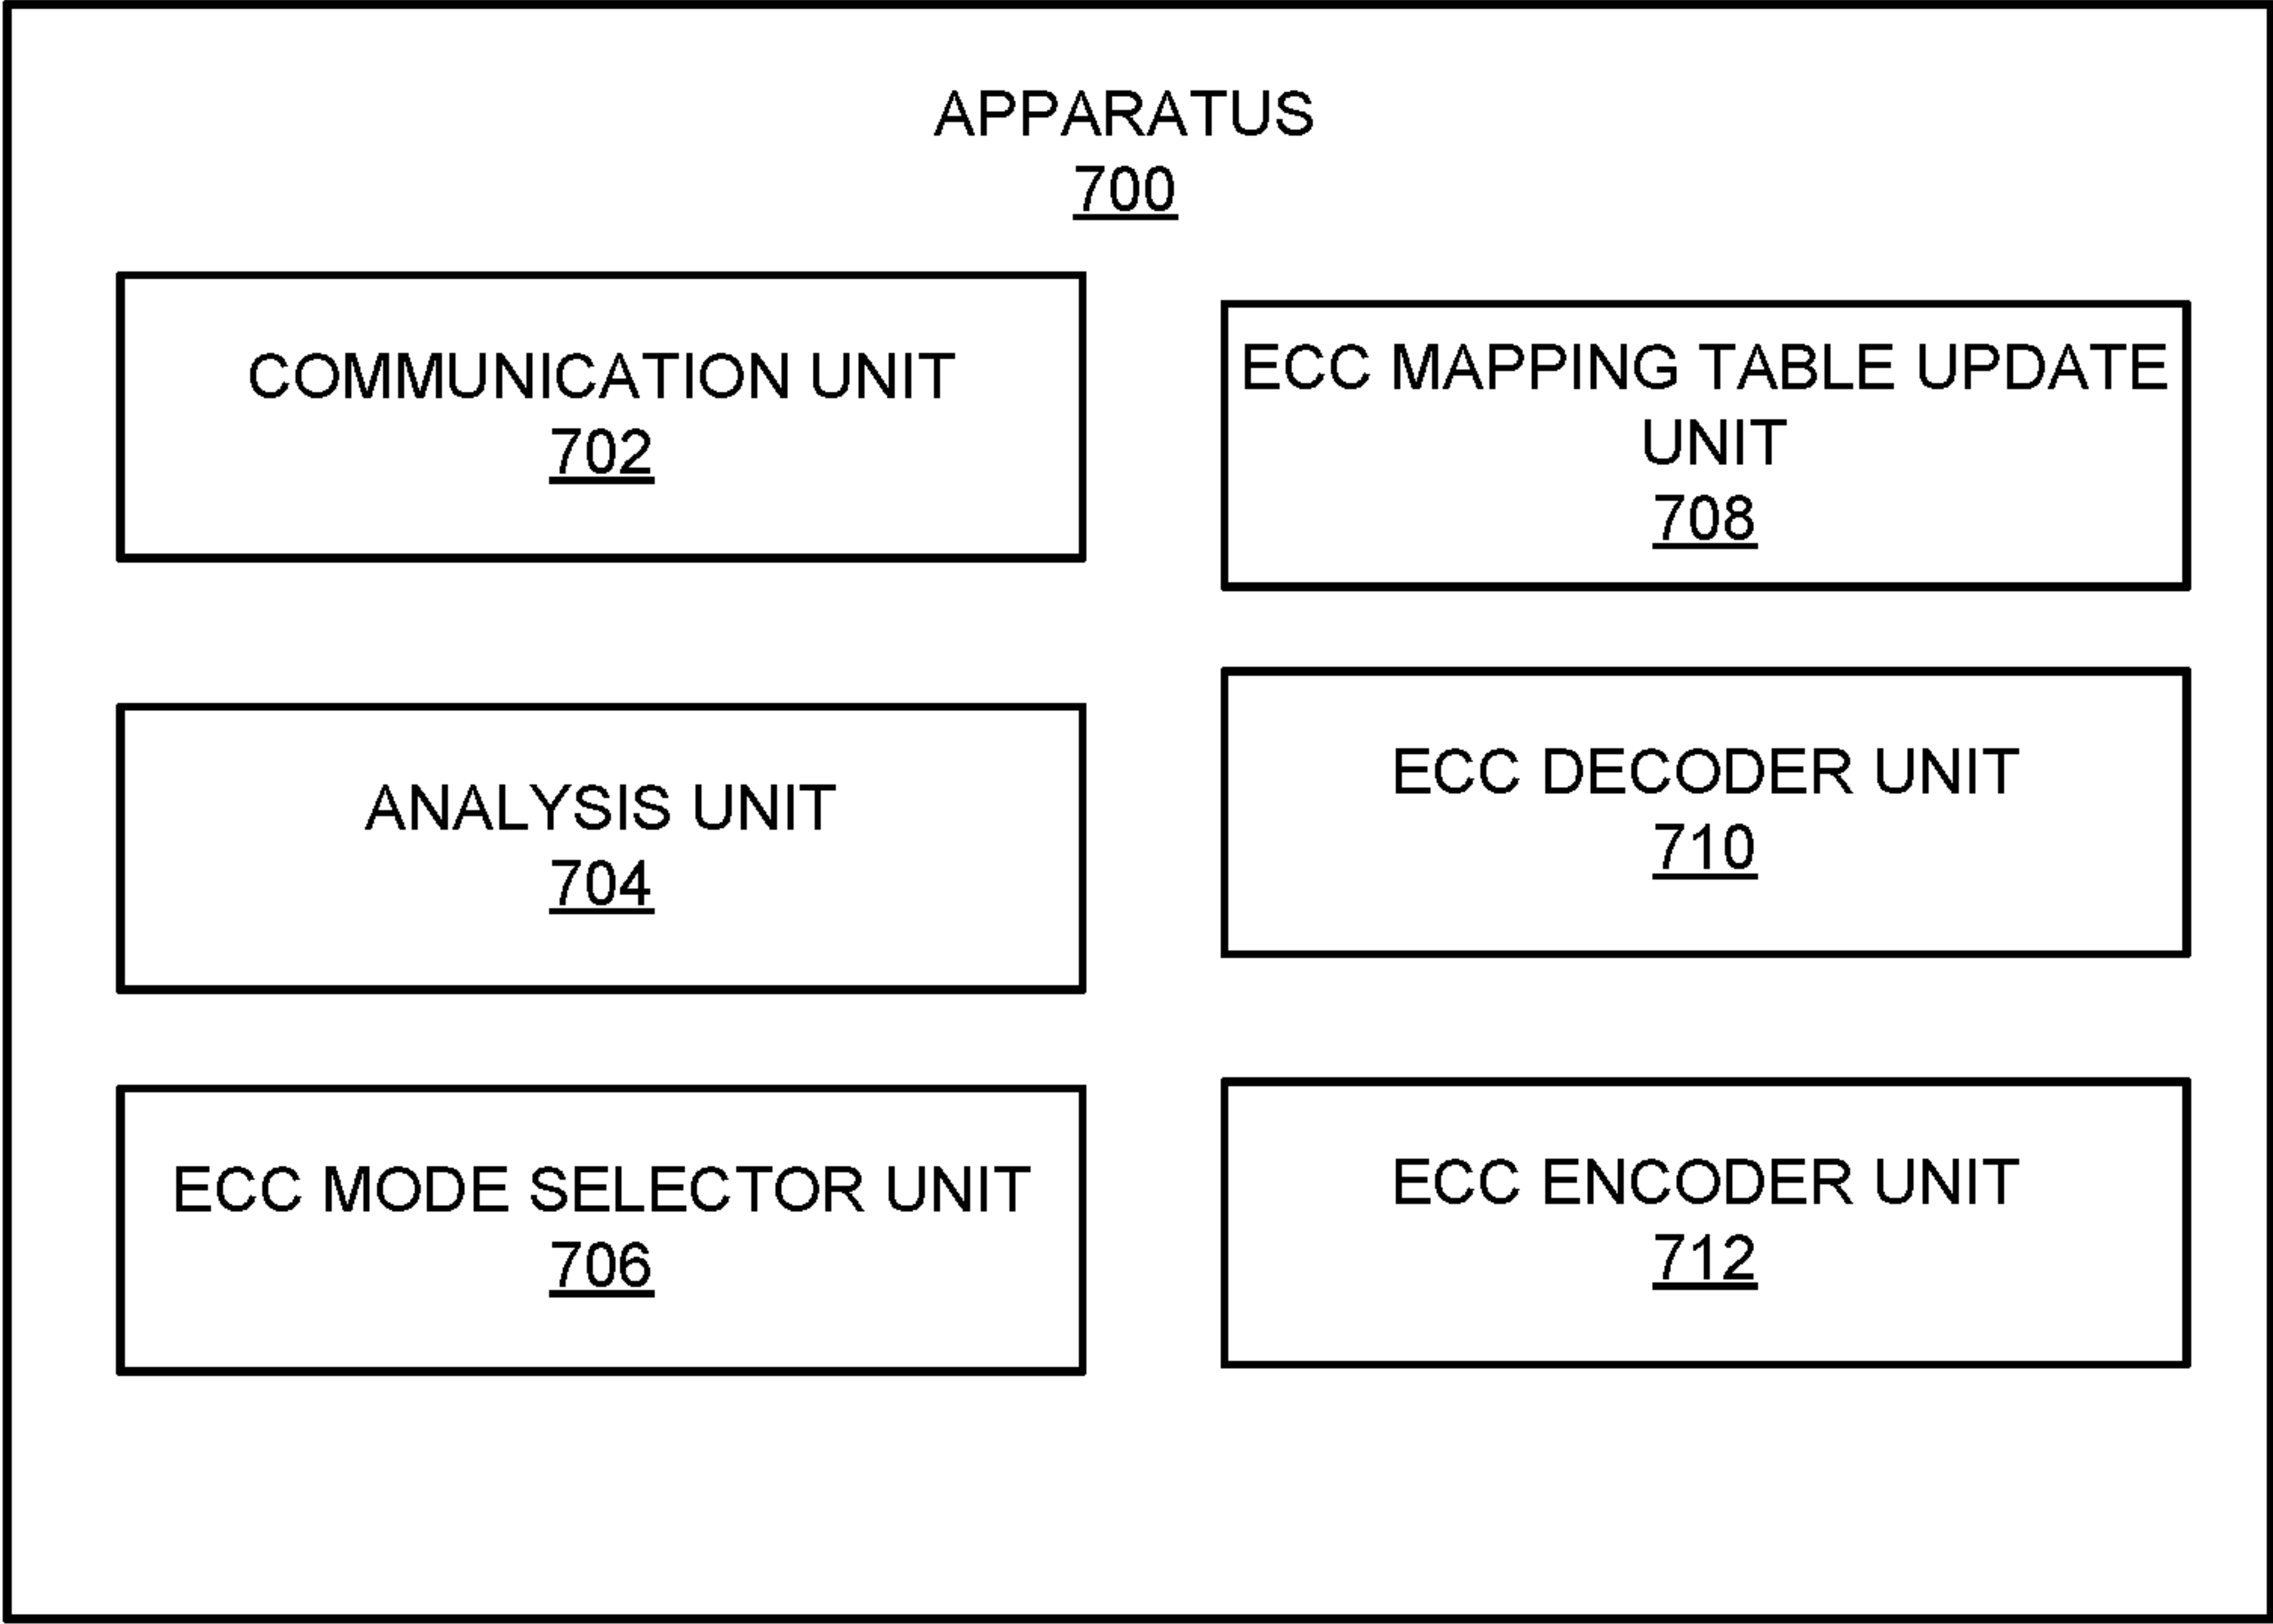 APPARATUS
700
COMMUNICATION UNIT
702
ANALYSIS UNIT
704
ECC MODE SELECTOR UNIT
706
ECC MAPPING TABLE UPDATE
UNIT
708
ECC DECODER UNIT
710
ECC ENCODER UNIT
712